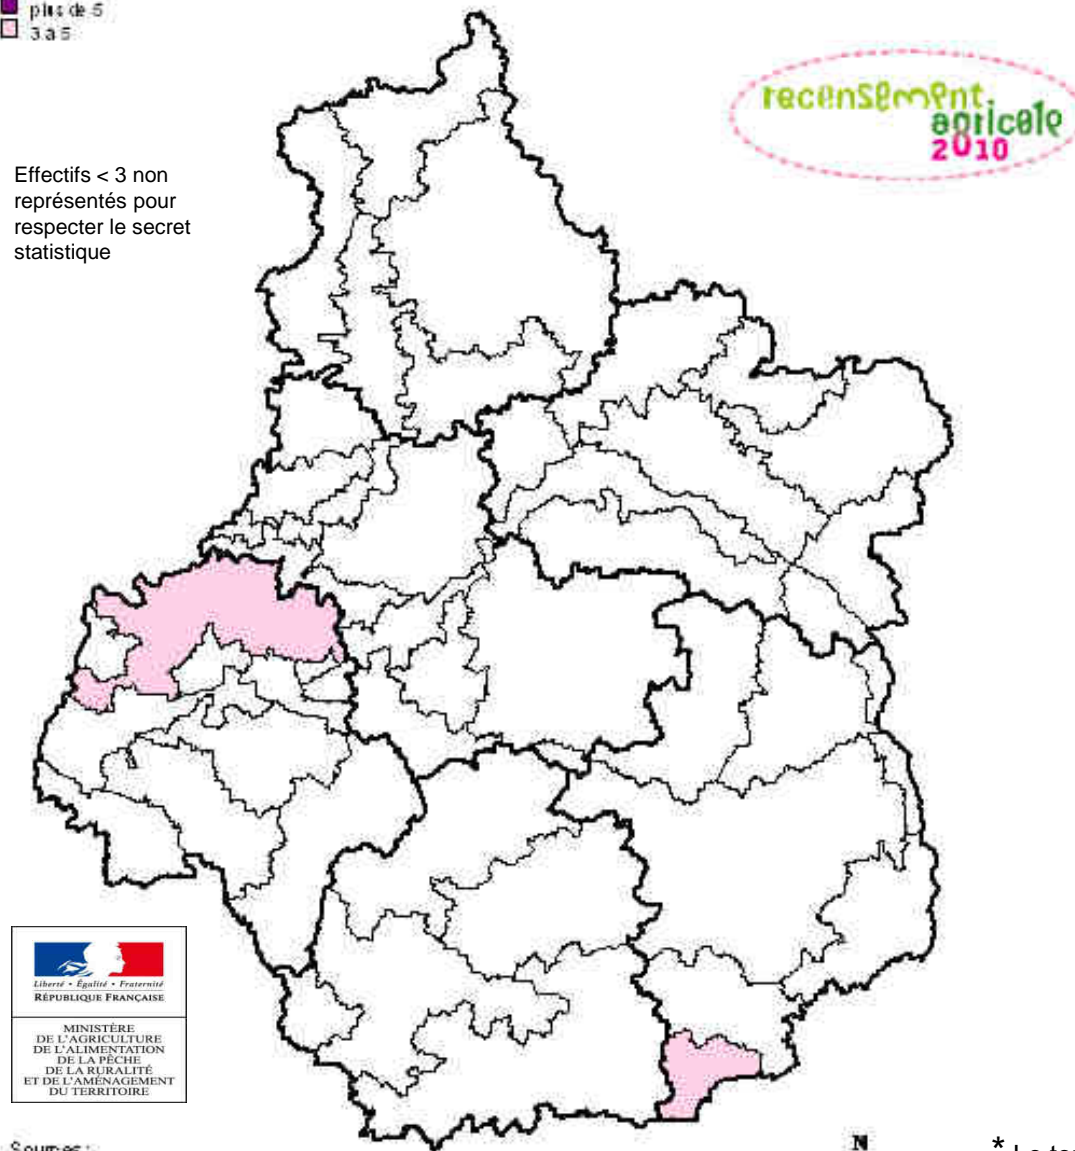 plus de 5
3 à 5
recensement
agricole
2010
Effectifs < 3 non
représentés pour
respecter le secret
statistique
Liberté • Égalité • Fraternité
RÉPUBLIQUE FRANÇAISE
MINISTÈRE
DE L'AGRICULTURE
DE L'ALIMENTATION
DE LA PÊCHE
DE LA RURALITÉ
ET DE L'AMÉNAGEMENT
DU TERRITOIRE
Sources:
N
*